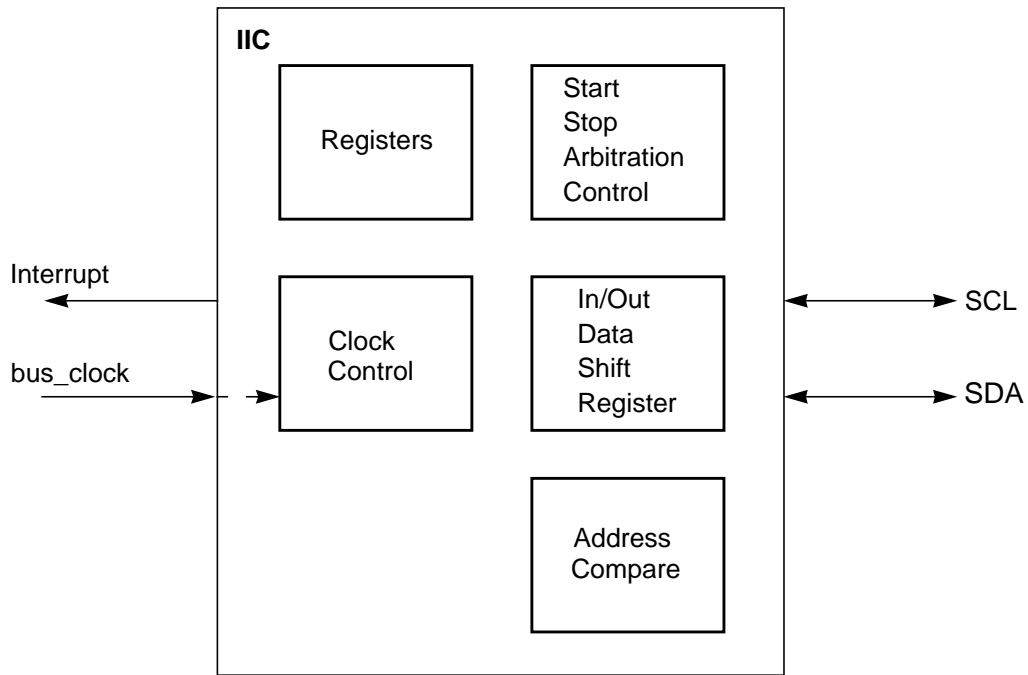 IIC
Registers
Start
Stop
Arbitration
Control
Interrupt
bus_clock
Clock
Control
In/Out
Data
Shift
Register
SCL
SDA
Address
Compare